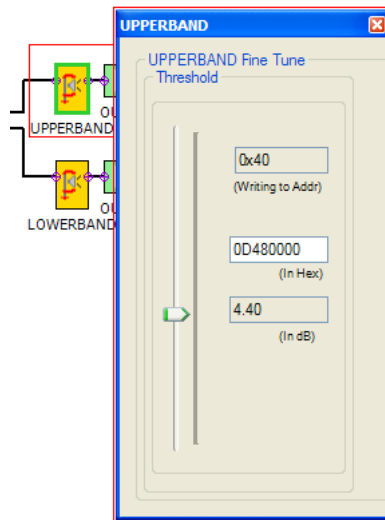 UPPERBAND
UPPERBAND Fine Tune
Threshold
0x40
(Writing to Addr)
0D480000
(In Hex)
4.40
(In dB)
OU
UPPERBAND
OU
LOWERBAND